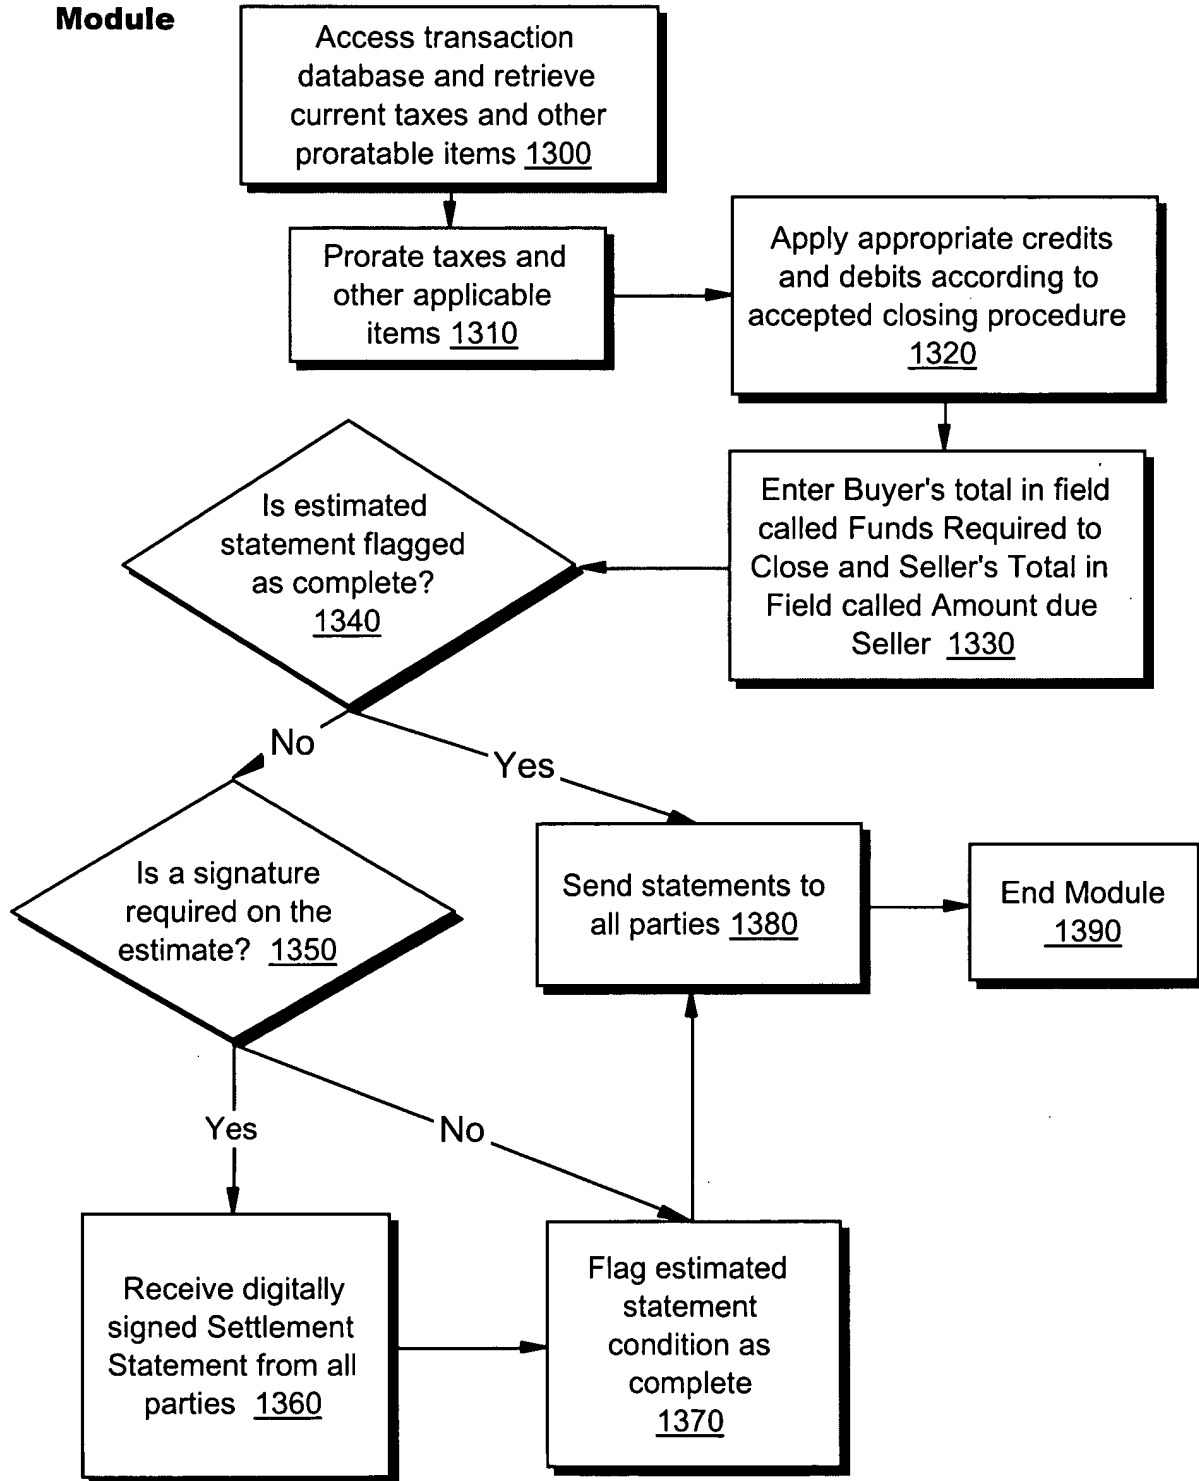 Module
Access transaction
database and retrieve
current taxes and other
proratable items 1300
Prorate taxes and
other applicable
items 1310
Apply appropriate credits
and debits according to
accepted closing procedure
1320
Enter Buyer's total in field
called Funds Required to
Close and Seller's Total in
Field called Amount due
Seller 1330
Is estimated
statement flagged
as complete?
1340
No
Yes
Is a signature
required on the
estimate? 1350
Send statements to
all parties 1380
End Module
1390
Yes
No
Receive digitally
signed Settlement
Statement from all
parties 1360
Flag estimated
statement
condition as
complete
1370